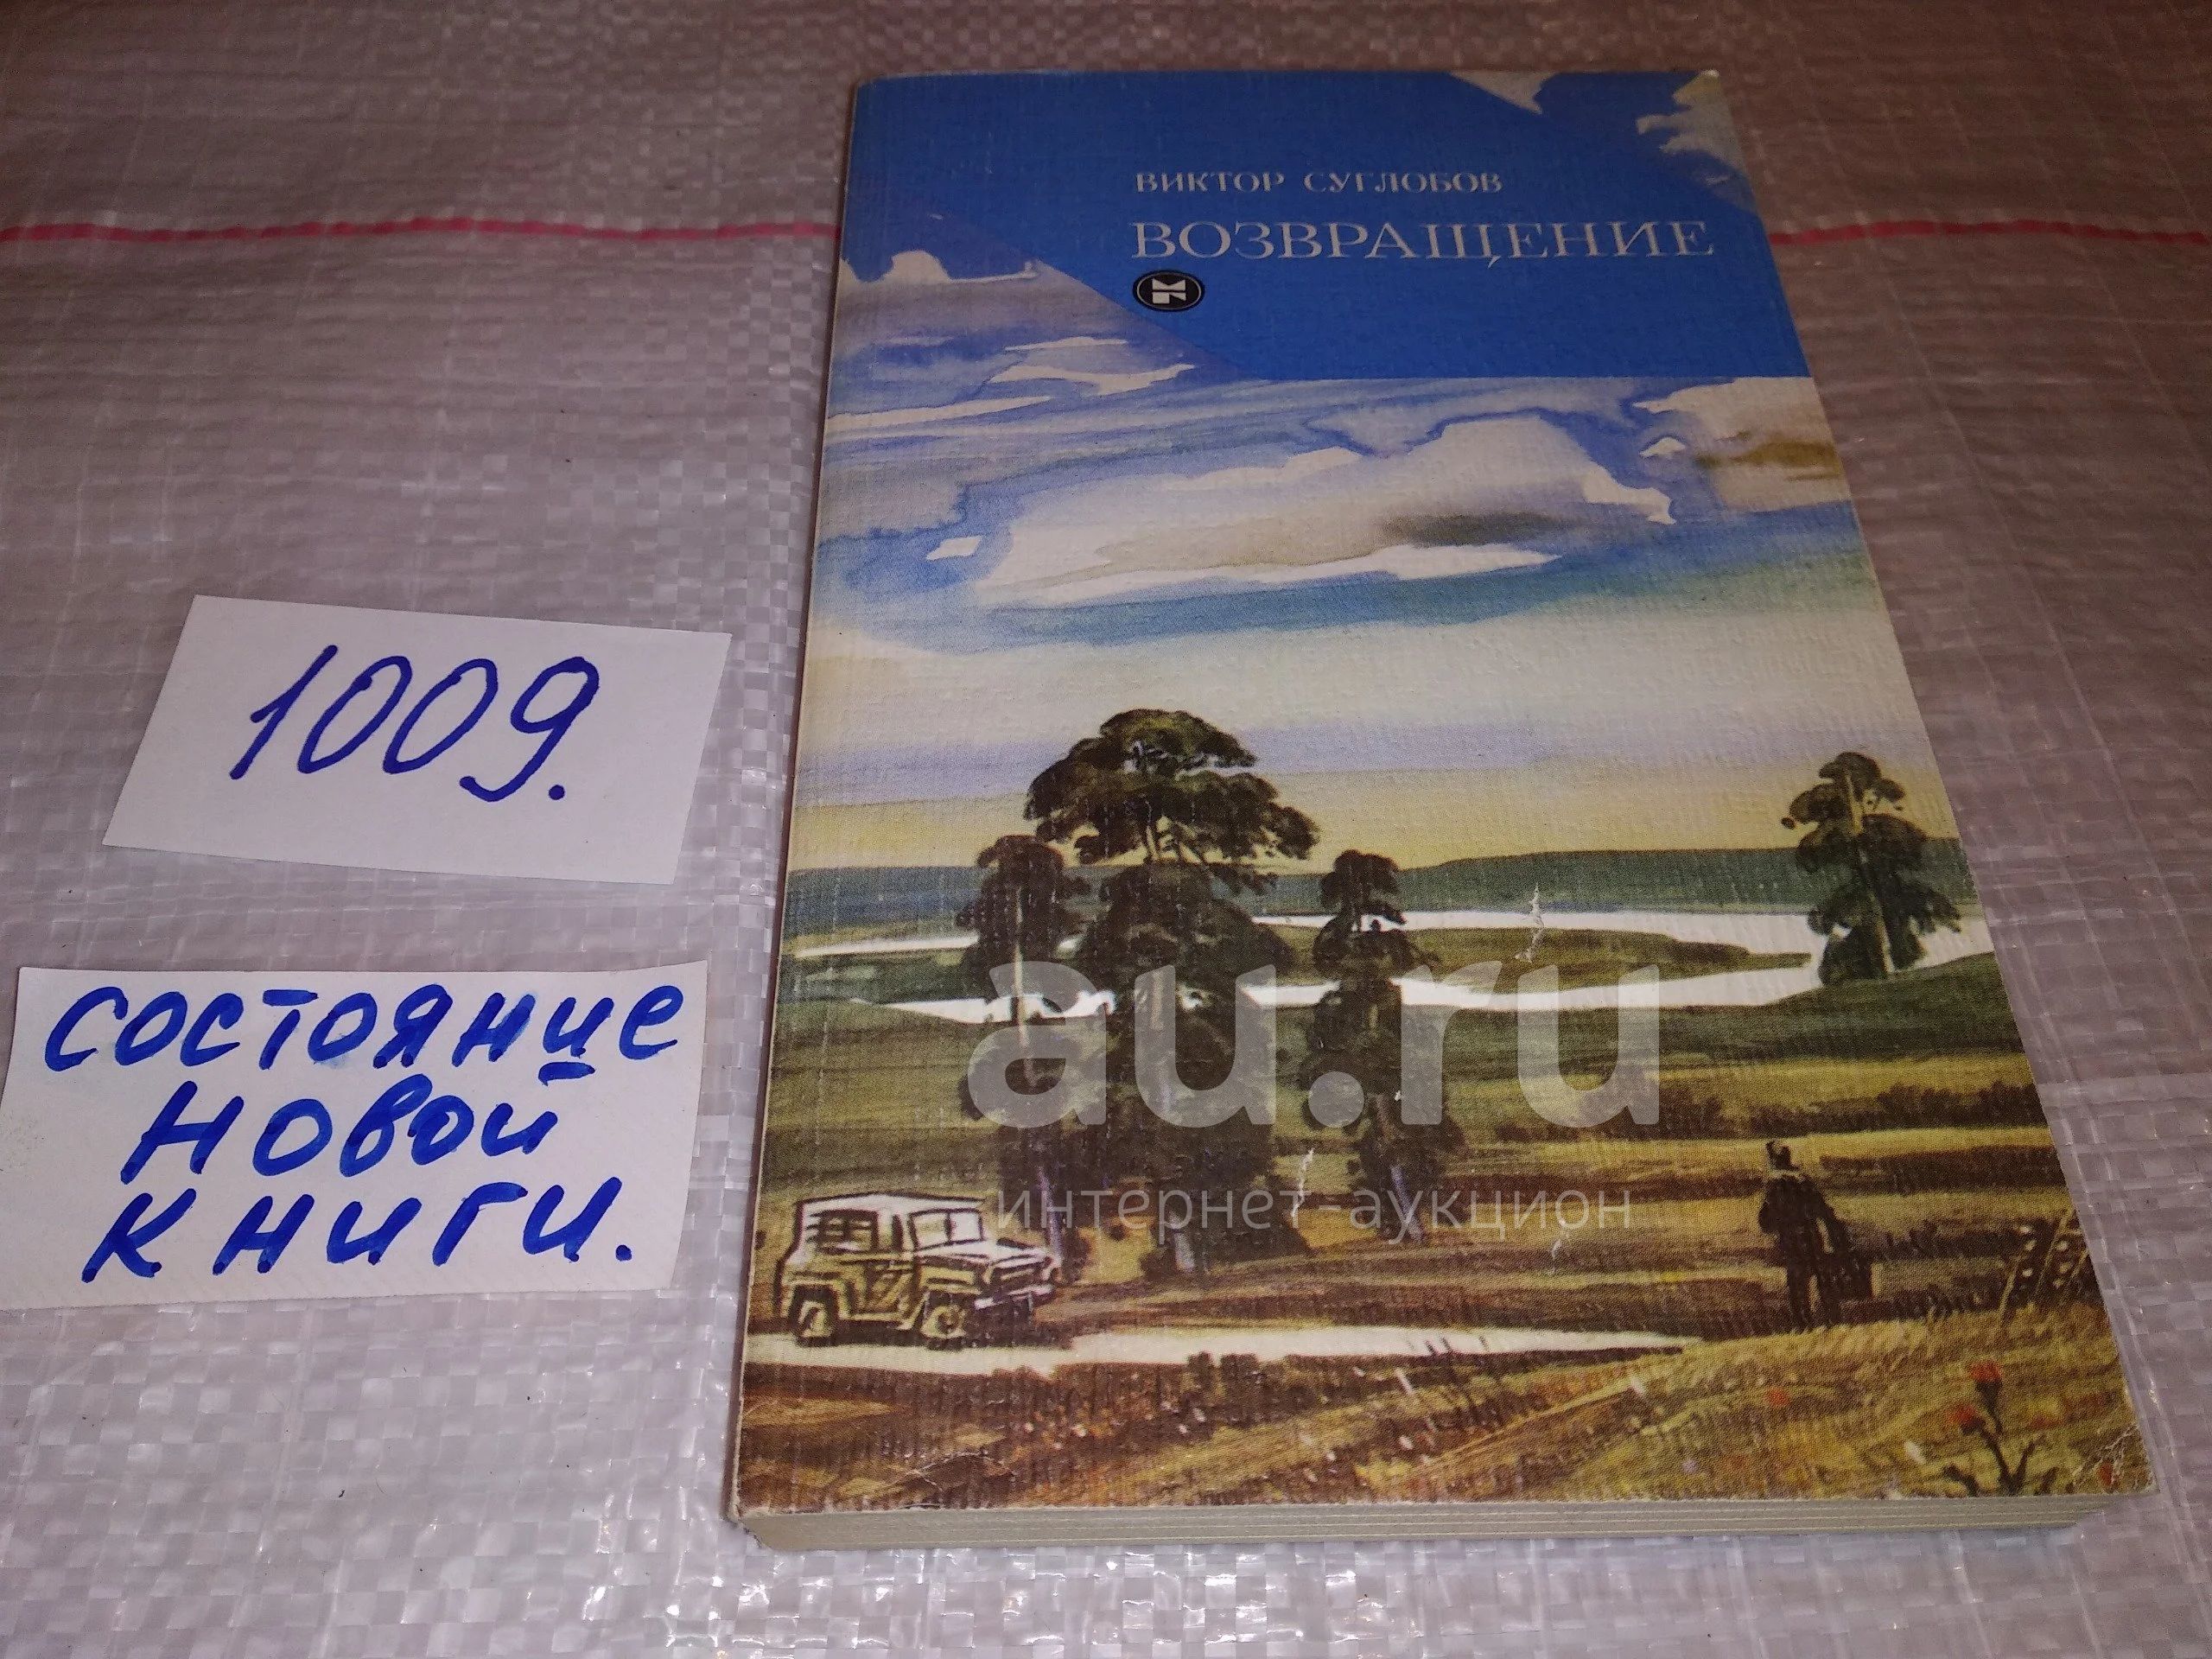 ВИКТОР СУГЛОБОВ
ВОЗВРАЩЕНИЕ
1009.
состояние
новой
книги.
au.ru
интернет-аукцион